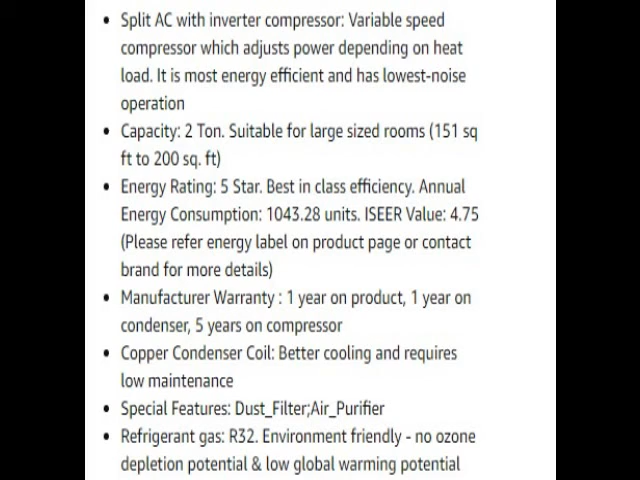 • Split AC with inverter compressor: Variable speed
compressor which adjusts power depending on heat
load. It is most energy efficient and has lowest-noise
operation
• Capacity: 2 Ton. Suitable for large sized rooms (151 sq
ft to 200 sq. ft)
• Energy Rating: 5 Star. Best in class efficiency. Annual
Energy Consumption: 1043.28 units. ISEER Value: 4.75
(Please refer energy label on product page or contact
brand for more details)
• Manufacturer Warranty : 1 year on product, 1 year on
condenser, 5 years on compressor
• Copper Condenser Coil: Better cooling and requires
low maintenance
• Special Features: Dust_Filter;Air_Purifier
• Refrigerant gas: R32. Environment friendly - no ozone
depletion potential & low global warming potential